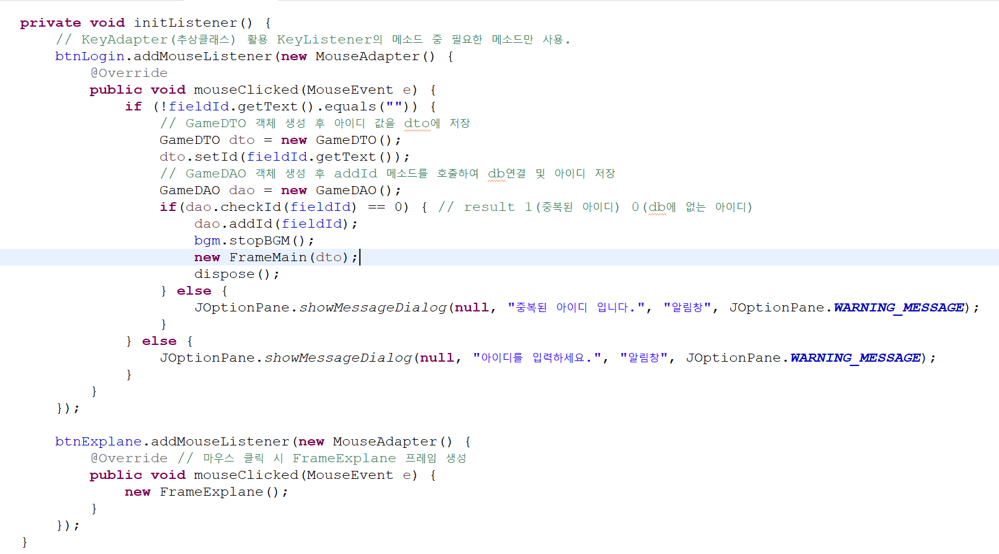 private void initListener() {
// KeyAdapter(추상클래스) 활용 KeyListener의 메소드 중 필요한 메소드만 사용.
btnLogin.addMouseListener(new MouseAdapter() {
@Override
public void mouseClicked(MouseEvent e) {
if (!fieldId.getText().equals("")) {
// GameDTO 객체 생성 후 아이디 값을 dto에 저장
GameDTO dto = new GameDTO();
dto.setId(fieldId.getText());
// GameDAO 객체 생성 후 addId 메소드를 호출하여 db연결 및 아이디 저장
GameDAO dao = new GameDAO();
if(dao.checkId(fieldId) == 0) { // result 1(중복된 아이디) 0(db에 없는 아이디)
dao.addId(fieldId);
bgm.stopBGM();
new FrameMain(dto);
dispose();
} else {
JOptionPane.showMessageDialog(null, "중복된 아이디 입니다.", "알림창", JOptionPane.WARNING_MESSAGE);
}
} else {
JOptionPane.showMessageDialog(null, "아이디를 입력하세요.", "알림창", JOptionPane.WARNING_MESSAGE);
}
}
});
btnExplane.addMouseListener(new MouseAdapter() {
@Override // 마우스 클릭 시 FrameExplane 프레임 생성
public void mouseClicked(MouseEvent e) {
new FrameExplane();
}
});
}